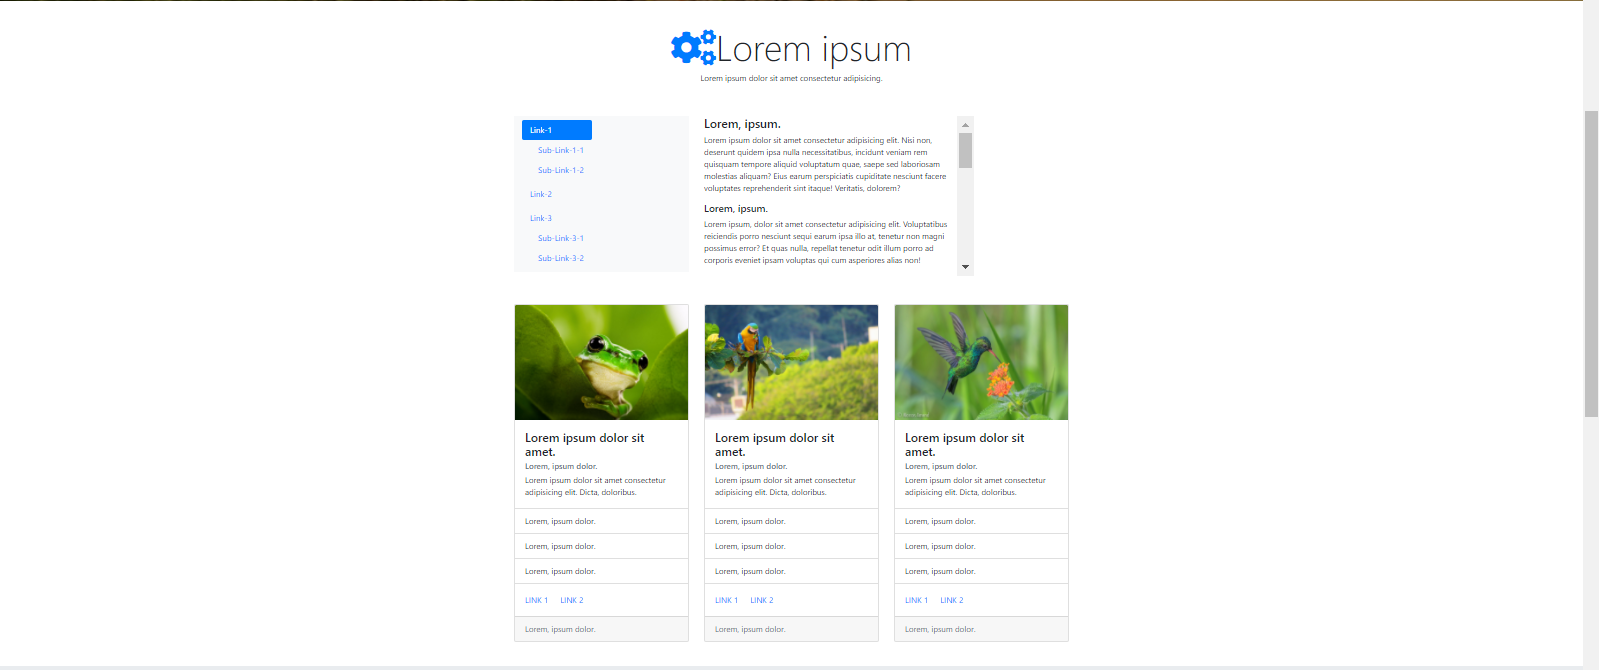 Lorem ipsum
Lorem ipsum dolor sit amet consectetur adipisicing.
Link-1
Sub-Link-1-1
Sub-Link-1-2
Link-2
Link-3
Sub-Link-3-1
Sub-Link-3-2
Lorem, ipsum.
Lorem ipsum dolor sit amet consectetur adipisicing elit. Nisi non,
deserunt quidem ipsa nulla necessitatibus, incidunt veniam rem
quisquam tempore aliquid voluptatum quae, saepe sed laboriosam
molestias aliquam? Eius earum perspiciatis cupiditate nesciunt facere
voluptates reprehenderit sint itaque! Veritatis, dolorem?
Lorem, ipsum.
Lorem ipsum, dolor sit amet consectetur adipisicing elit. Voluptatibus
reiciendis porro nesciunt sequi earum ipsa illo at, tenetur non magni
possimus error? Et quas nulla, repellat tenetur odit illum porro ad
corporis eveniet ipsam voluptas qui cum asperiores alias non!
Lorem ipsum dolor sit
amet.
Lorem, ipsum dolor.
Lorem ipsum dolor sit amet consectetur
adipisicing elit. Dicta, doloribus.
Lorem, ipsum dolor.
Lorem, ipsum dolor.
Lorem, ipsum dolor.
LINK 1 LINK 2
Lorem, ipsum dolor.
Lorem ipsum dolor sit
amet.
Lorem, ipsum dolor.
Lorem ipsum dolor sit amet consectetur
adipisicing elit. Dicta, doloribus.
Lorem, ipsum dolor.
Lorem, ipsum dolor.
Lorem, ipsum dolor.
LINK 1 LINK 2
Lorem, ipsum dolor.
Lorem ipsum dolor sit
amet.
Lorem, ipsum dolor.
Lorem ipsum dolor sit amet consectetur
adipisicing elit. Dicta, doloribus.
Lorem, ipsum dolor.
Lorem, ipsum dolor.
Lorem, ipsum dolor.
LINK 1 LINK 2
Lorem, ipsum dolor.